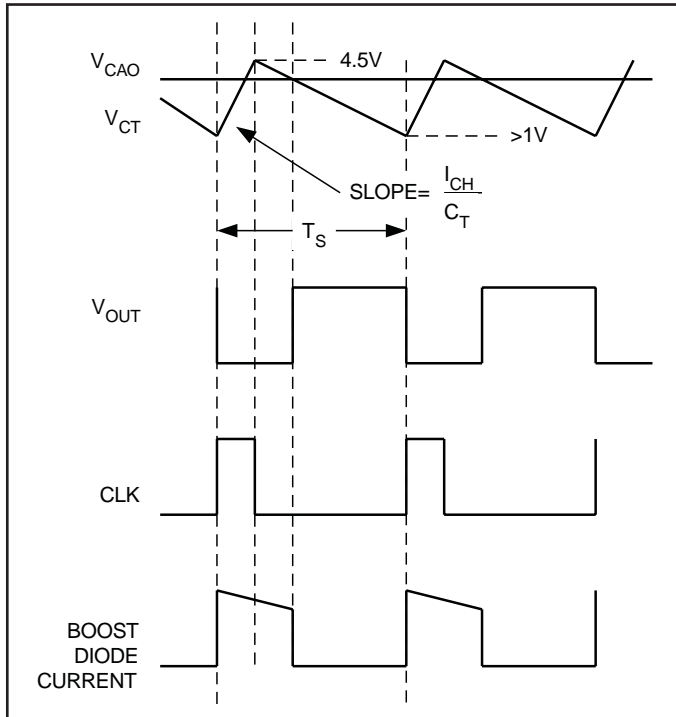 V_CAO
4.5V
V_CT
>1V
SLOPE= I_CH / C_T
T_S
V_OUT
CLK
BOOST
DIODE
CURRENT